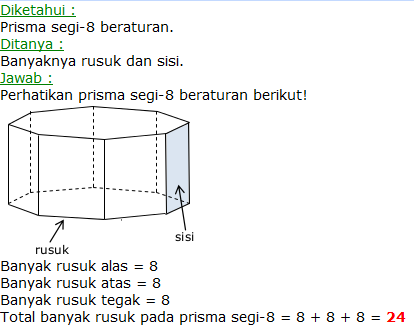 Diketahui :
Prisma segi-8 beraturan.
Ditanya :
Banyaknya rusuk dan sisi.
Jawab :
Perhatikan prisma segi-8 beraturan berikut!
sisi
rusuk
Banyak rusuk alas = 8
Banyak rusuk atas = 8
Banyak rusuk tegak = 8
Total banyak rusuk pada prisma segi-8 = 8 + 8 + 8 = 24